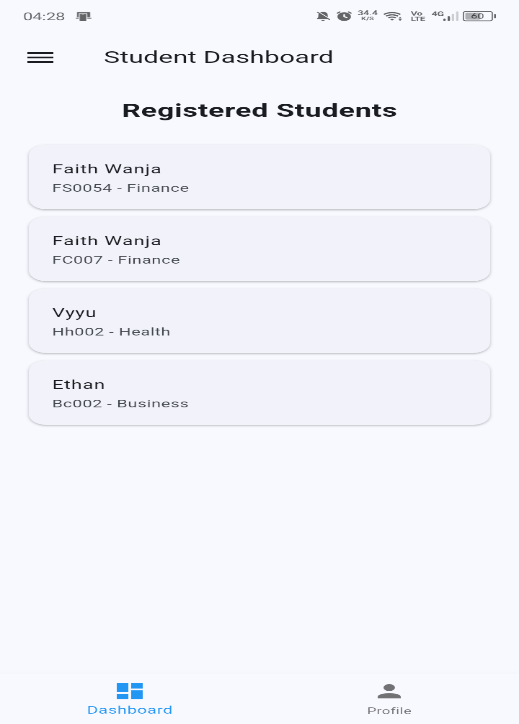 04:28 34.4 K/S Vo LTE 4G 60
Student Dashboard
Registered Students
Faith Wanja
FS0054 - Finance
Faith Wanja
FC007 - Finance
Vyyu
Hh002 - Health
Ethan
Bc002 - Business
Dashboard Profile